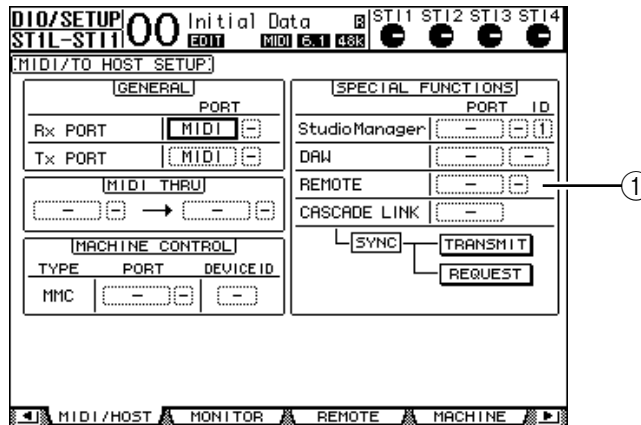 DIO/SETUP 00 Initial Data R ST11 ST12 ST13 ST14
ST1L-STI1 EDIT MIDI 6.1 48k
MIDI/TO HOST SETUP
GENERAL
PORT
Rx PORT MIDI -
Tx PORT MIDI -
MIDI THRU
- - → - -
MACHINE CONTROL
TYPE PORT DEVICE ID
MMC - - -
SPECIAL FUNCTIONS
PORT ID
StudioManager - - 1
DAW - -
REMOTE - - ①
CASCADE LINK -
SYNC TRANSMIT
REQUEST
MIDI/HOST MONITOR REMOTE MACHINE